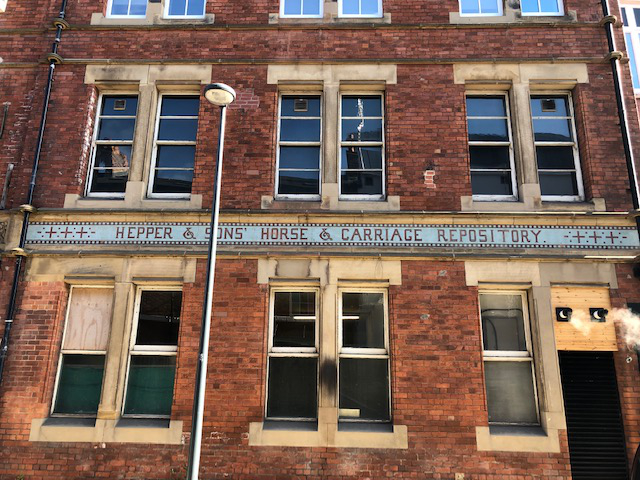 HEPPER & SONS' HORSE & CARRIAGE REPOSITORY.